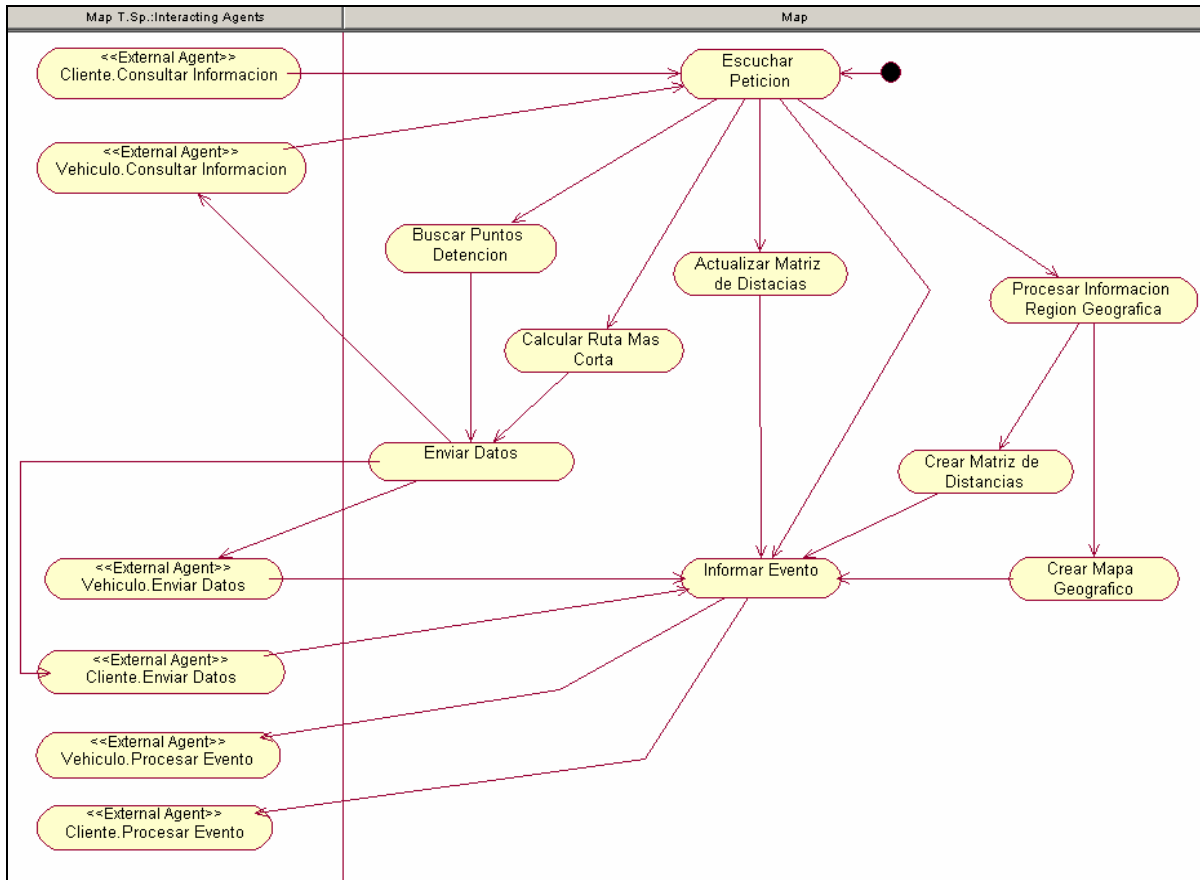 Map T.Sp.:Interacting Agents
Map
<<External Agent>>
Cliente.Consultar Informacion
Escuchar
Peticion
<<External Agent>>
Vehiculo.Consultar Informacion
Buscar Puntos
Detencion
Actualizar Matriz
de Distacias
Procesar Informacion
Region Geografica
Calcular Ruta Mas
Corta
Enviar Datos
Crear Matriz de
Distancias
<<External Agent>>
Vehiculo.Enviar Datos
Informar Evento
Crear Mapa
Geografico
<<External Agent>>
Cliente.Enviar Datos
<<External Agent>>
Vehiculo.Procesar Evento
<<External Agent>>
Cliente.Procesar Evento